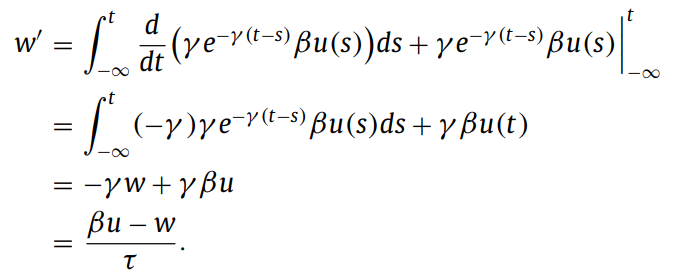 w′ = ∫_{−∞}^{t} d/dt (γe^{−γ(t−s)} βu(s))ds + γe^{−γ(t−s)} βu(s)|_{−∞}^{t}
= ∫_{−∞}^{t} (−γ)γe^{−γ(t−s)} βu(s)ds + γβu(t)
= −γw + γβu
= (βu − w)/τ.